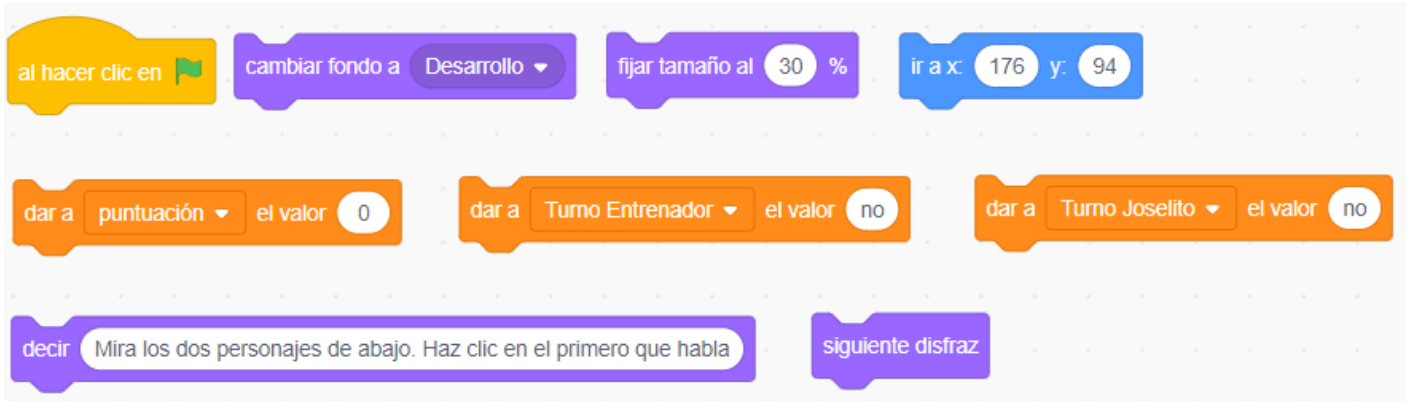 al hacer clic en
cambiar fondo a Desarrollo
fijar tamaño al 30 %
ir a x: 176 y: 94
dar a puntuación el valor 0
dar a Turno Entrenador el valor no
dar a Turno Joselito el valor no
decir Mira los dos personajes de abajo. Haz clic en el primero que habla
siguiente disfraz